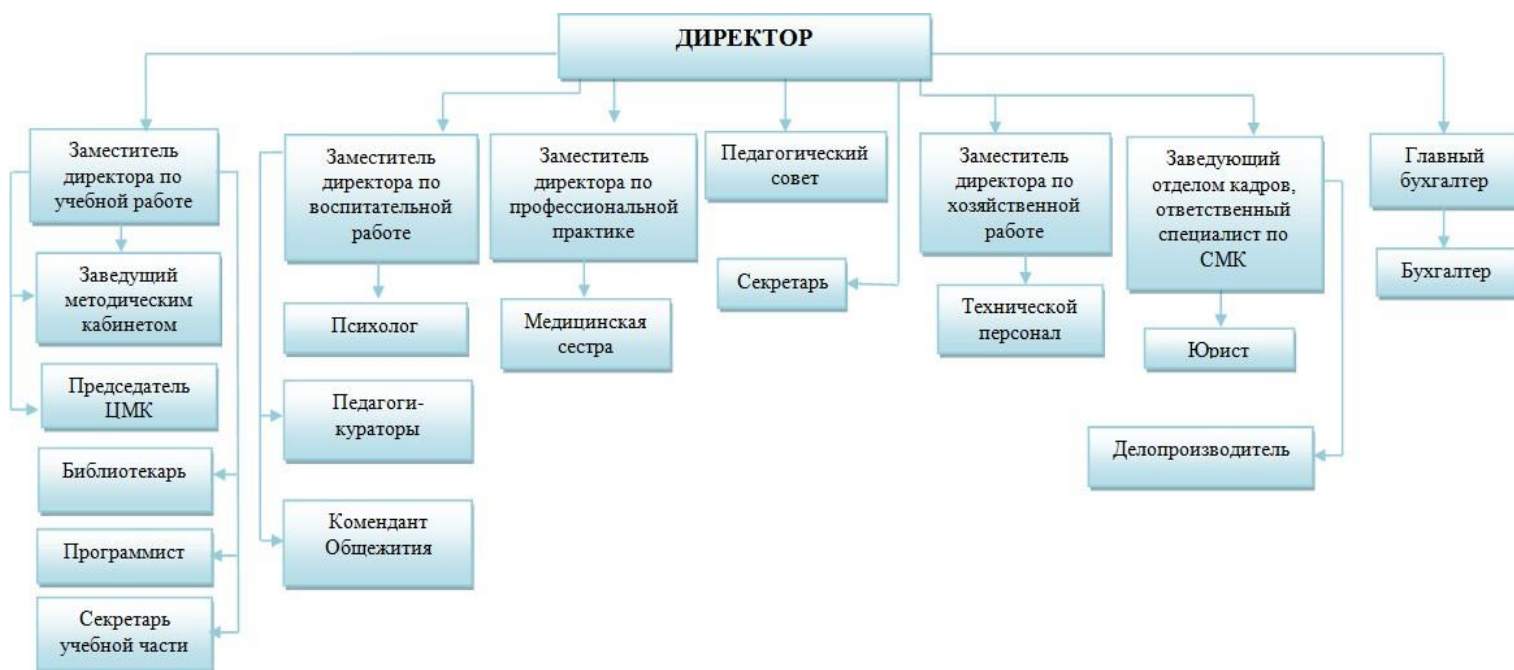 ДИРЕКТОР
Заместитель
директора по
учебной работе
Заведущий
методическим
кабинетом
Председатель
ЦМК
Библиотекарь
Программист
Секретарь
учебной части
Заместитель
директора по
воспитательной
работе
Психолог
Педагоги-
кураторы
Комендант
Общежития
Заместитель
директора по
профессиональной
практике
Медицинская
сестра
Педагогический
совет
Секретарь
Заместитель
директора по
хозяйственной
работе
Технической
персонал
Заведующий
отделом кадров,
ответственный
специалист по
СМК
Юрист
Делопроизводитель
Главный
бухгалтер
Бухгалтер